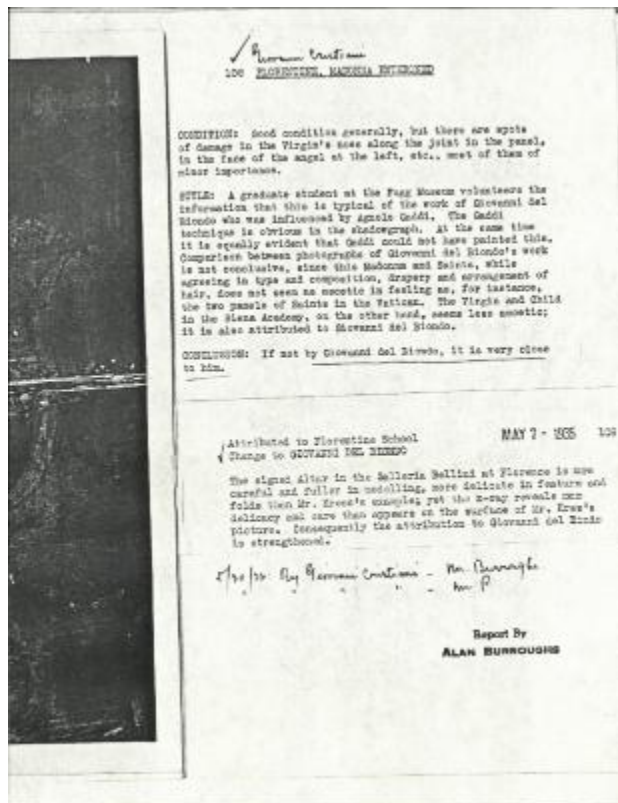 ✓ Giovanni Cristiani
108 FLORENTINE, MADONNA ENTHRONED
CONDITION: Good condition generally, but there are spots
of damage in the Virgin's nose along the joint in the panel,
in the face of the angel at the left, etc., most of them of
minor importance.
STYLE: A graduate student at the Fogg Museum volunteers the
information that this is typical of the work of Giovanni del
Biondo who was influenced by Agnolo Gaddi. The Gaddi
technique is obvious in the shadowgraph. At the same time
it is equally evident that Gaddi could not have painted this.
Comparison between photographs of Giovanni del Biondo's work
is not conclusive, since this Madonna and Saints, while
agreeing in type and composition, drapery and arrangement of
hair, does not seem as ascetic in feeling as, for instance,
the two panels of Saints in the Vatican. The Virgin and Child
in the Siena Academy, on the other hand, seems less ascetic;
it is also attributed to Giovanni del Biondo.
CONCLUSION: If not by Giovanni del Biondo, it is very close
to him.
MAY 7 - 1935 108
Attributed to Florentine School
Change to GIOVANNI DEL BIONDO
The signed Altar in the Galleria Bellini at Florence is
careful and fuller in modelling, more delicate in feature and
folds than Mr. Kress's example; yet the X-ray reveals
delicacy and care than appears on the surface of Mr. Kress's
picture. Consequently the attribution to Giovanni del
is strengthened.
By Giovanni Cristiani - Mr. Burroughs
" " " - Mr P
Report By
ALAN BURROUGHS